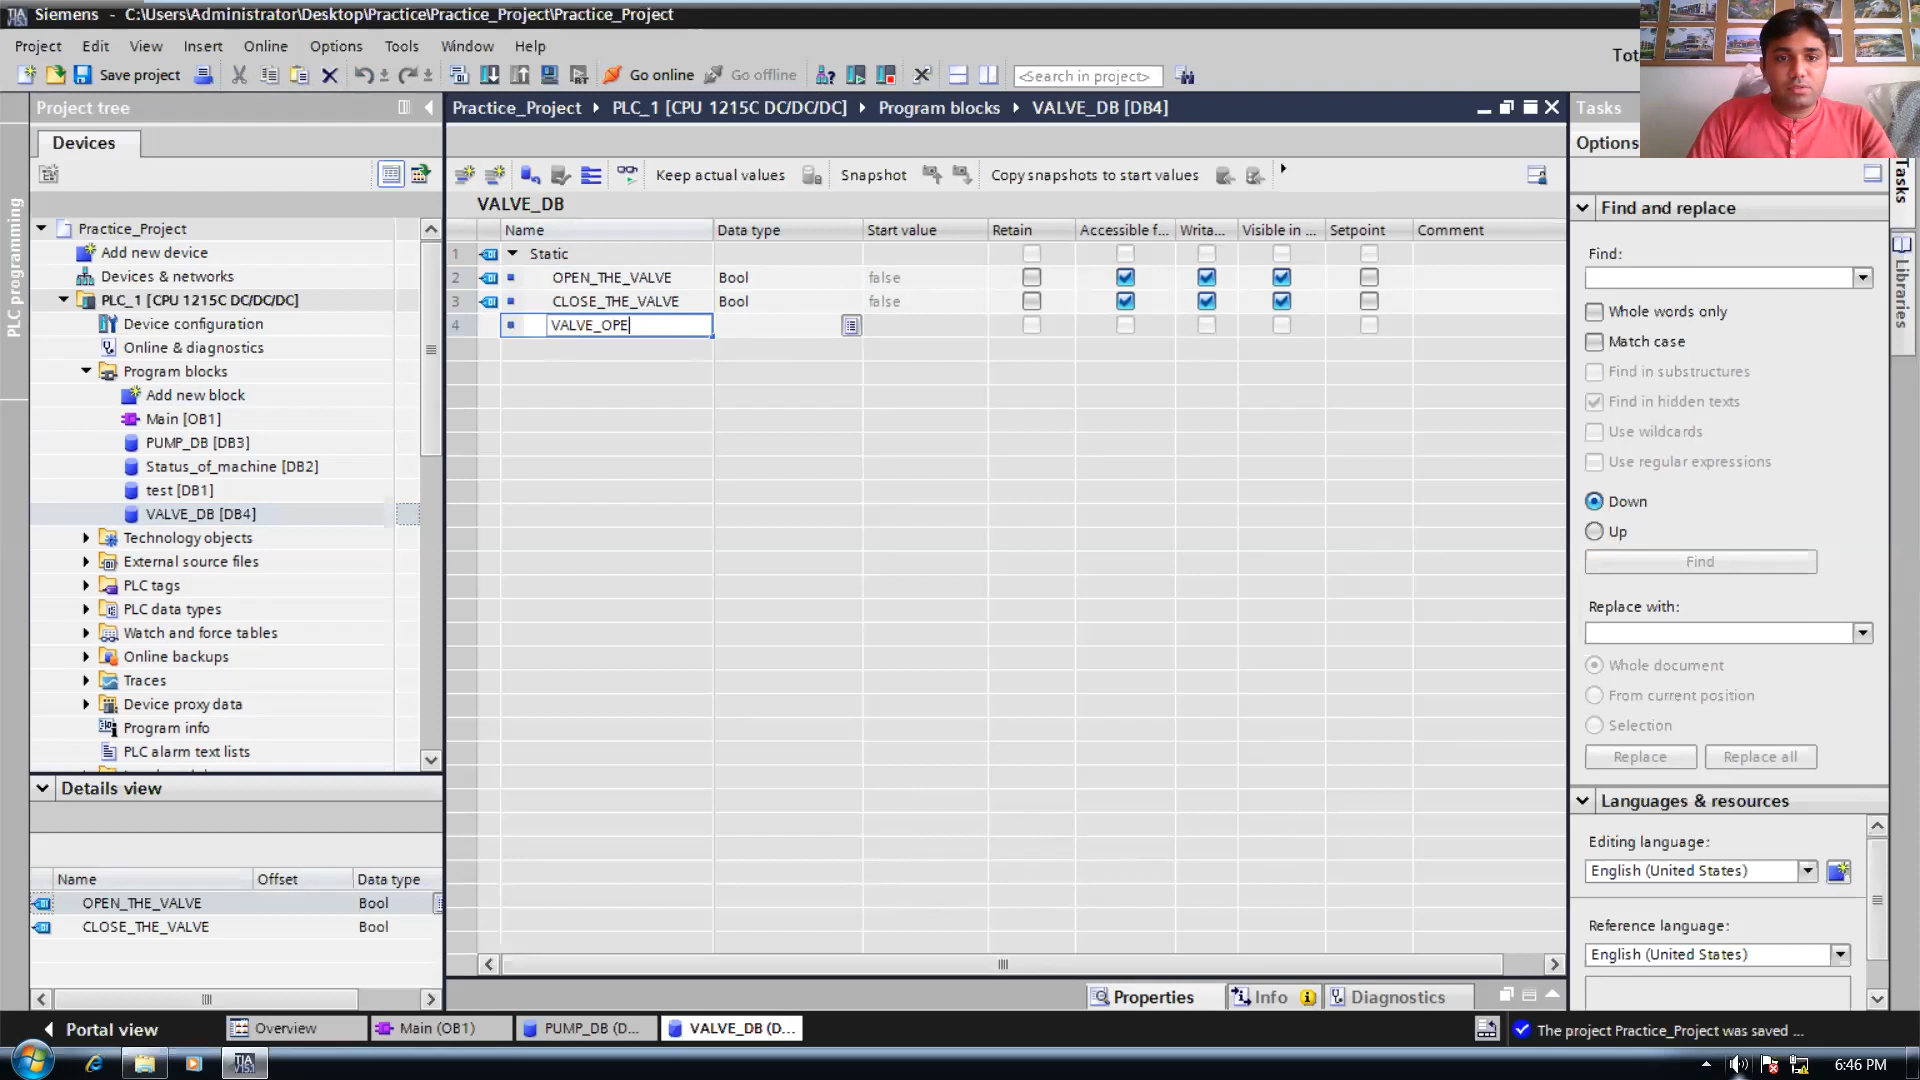 Siemens - C:\Users\Administrator\Desktop\Practice\Practice_Project\Practice_Project
Project Edit View Insert Online Options Tools Window Help
Tot
Save project Go online Go offline <Search in project>
Project tree
Practice_Project PLC_1 [CPU 1215C DC/DC/DC] Program blocks VALVE_DB [DB4]
Tasks
Devices
Options
Keep actual values Snapshot Copy snapshots to start values
VALVE_DB
Name Data type Start value Retain Accessible f... Writa... Visible in ... Setpoint Comment
1 Static
2 OPEN_THE_VALVE Bool false
3 CLOSE_THE_VALVE Bool false
4 VALVE_OPE
PLC programming
Practice_Project
Add new device
Devices & networks
PLC_1 [CPU 1215C DC/DC/DC]
Device configuration
Online & diagnostics
Program blocks
Add new block
Main [OB1]
PUMP_DB [DB3]
Status_of_machine [DB2]
test [DB1]
VALVE_DB [DB4]
Technology objects
External source files
PLC tags
PLC data types
Watch and force tables
Online backups
Traces
Device proxy data
Program info
PLC alarm text lists
Details view
Name Offset Data type
OPEN_THE_VALVE Bool
CLOSE_THE_VALVE Bool
Find and replace
Find:
Whole words only
Match case
Find in substructures
Find in hidden texts
Use wildcards
Use regular expressions
Down
Up
Find
Replace with:
Whole document
From current position
Selection
Replace Replace all
Languages & resources
Editing language:
English (United States)
Reference language:
English (United States)
Tasks
Libraries
Properties Info Diagnostics
Portal view Overview Main (OB1) PUMP_DB (D... VALVE_DB (D... The project Practice_Project was saved ...
6:46 PM